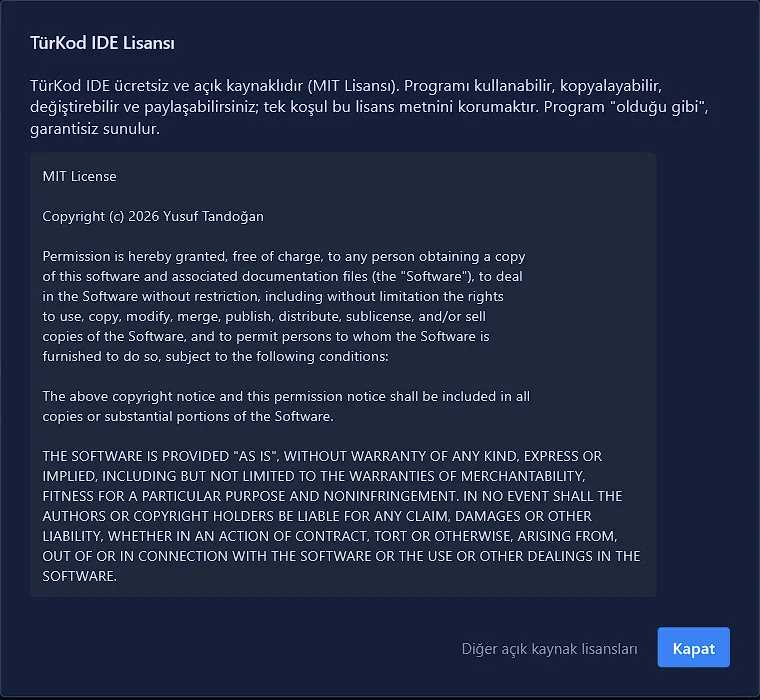 TürKod IDE Lisansı
TürKod IDE ücretsiz ve açık kaynaklıdır (MIT Lisansı). Programı kullanabilir, kopyalayabilir,
değiştirebilir ve paylaşabilirsiniz; tek koşul bu lisans metnini korumaktır. Program "olduğu gibi",
garantisiz sunulur.
MIT License
Copyright (c) 2026 Yusuf Tandoğan
Permission is hereby granted, free of charge, to any person obtaining a copy
of this software and associated documentation files (the "Software"), to deal
in the Software without restriction, including without limitation the rights
to use, copy, modify, merge, publish, distribute, sublicense, and/or sell
copies of the Software, and to permit persons to whom the Software is
furnished to do so, subject to the following conditions:
The above copyright notice and this permission notice shall be included in all
copies or substantial portions of the Software.
THE SOFTWARE IS PROVIDED "AS IS", WITHOUT WARRANTY OF ANY KIND, EXPRESS OR
IMPLIED, INCLUDING BUT NOT LIMITED TO THE WARRANTIES OF MERCHANTABILITY,
FITNESS FOR A PARTICULAR PURPOSE AND NONINFRINGEMENT. IN NO EVENT SHALL THE
AUTHORS OR COPYRIGHT HOLDERS BE LIABLE FOR ANY CLAIM, DAMAGES OR OTHER
LIABILITY, WHETHER IN AN ACTION OF CONTRACT, TORT OR OTHERWISE, ARISING FROM,
OUT OF OR IN CONNECTION WITH THE SOFTWARE OR THE USE OR OTHER DEALINGS IN THE
SOFTWARE.
Diğer açık kaynak lisansları
Kapat